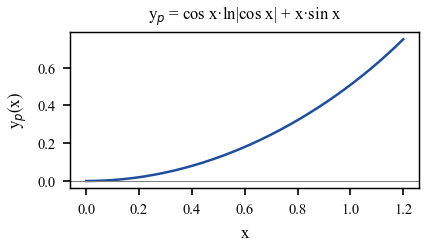 yₚ = cos x·ln|cos x| + x·sin x
yₚ(x)
0.6
0.4
0.2
0.0
0.0 0.2 0.4 0.6 0.8 1.0 1.2
x